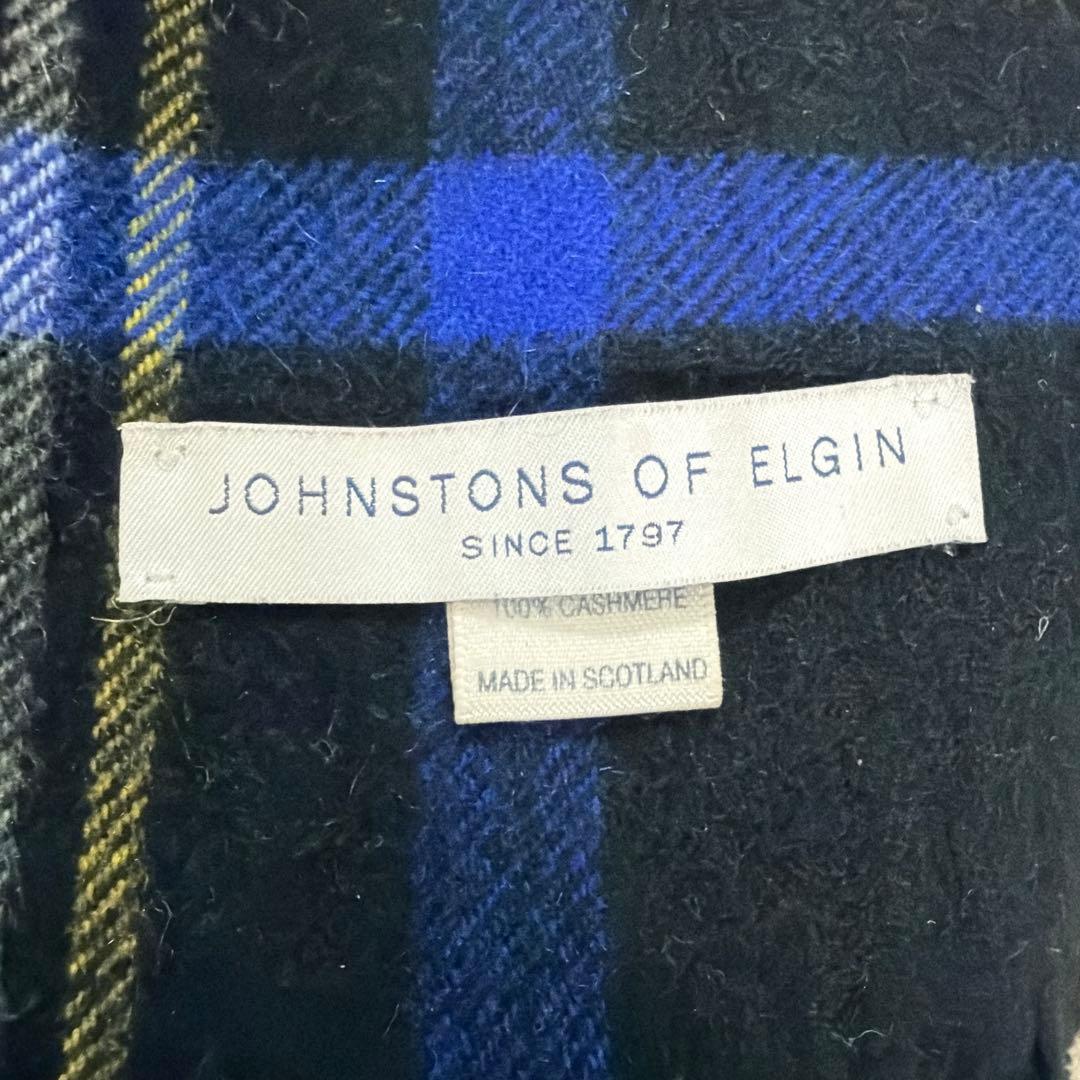 JOHNSTONS OF ELGIN
SINCE 1797
100% CASHMERE
MADE IN SCOTLAND